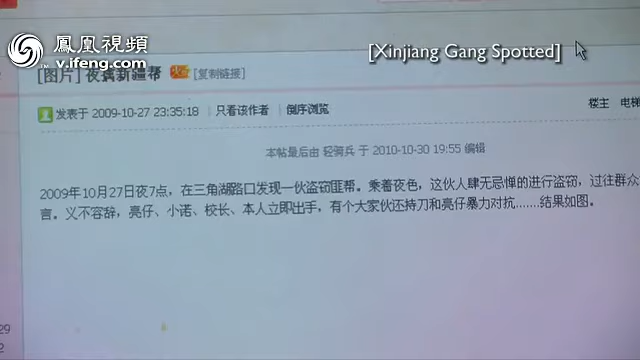 鳳凰視頻
v.ifeng.com
[Xinjiang Gang Spotted]
[图片] 夜擒新疆帮 [复制链接]
发表于 2009-10-27 23:35:18 | 只看该作者 | 倒序浏览
楼主 电梯
本帖最后由 轻骑兵 于 2010-10-30 19:55 编辑
2009年10月27日夜7点，在三角湖路口发现一伙盗窃匪帮。乘着夜色，这伙人肆无忌惮的进行盗窃，过往群众
言。义不容辞，亮仔、小诺、校长、本人立即出手，有个大家伙还持刀和亮仔暴力对抗.......结果如图。
29
2